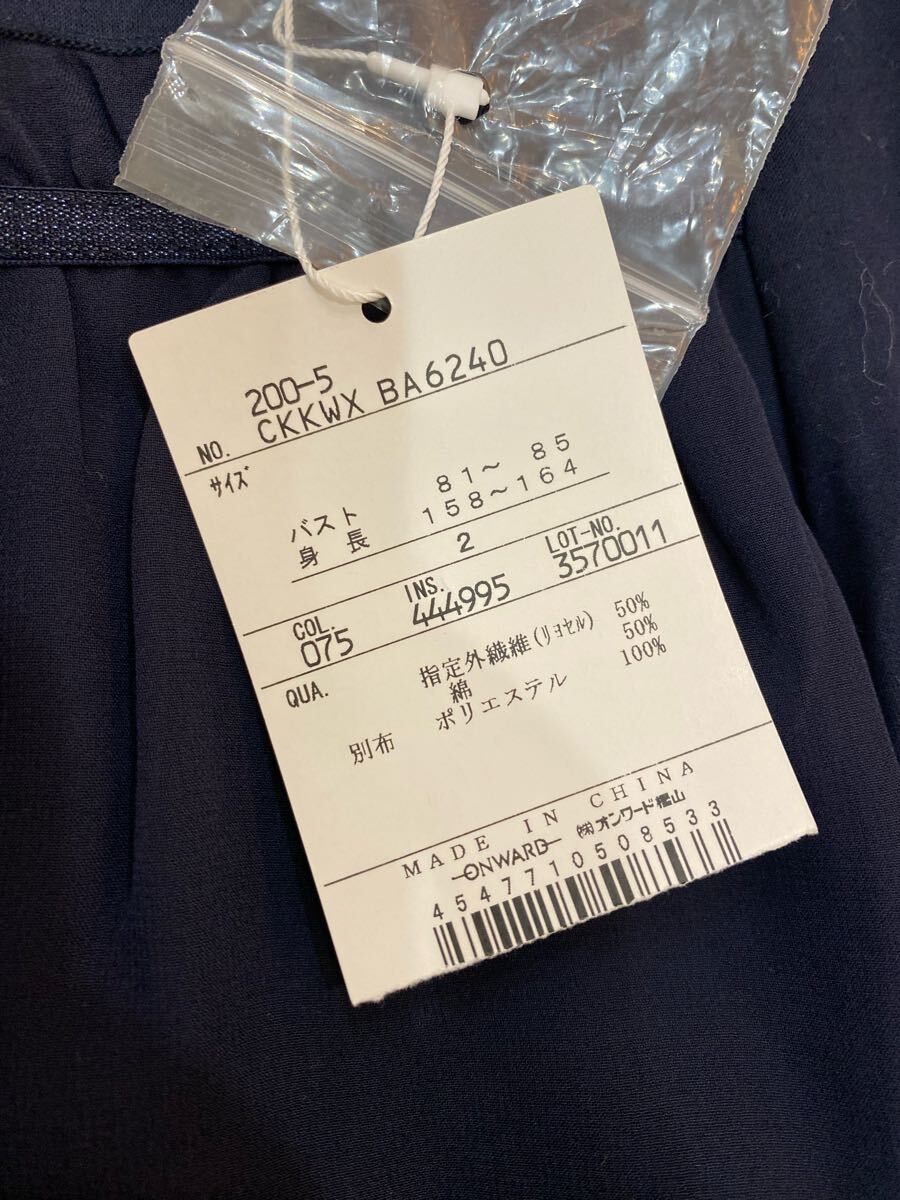 200-5
NO. CKKWX BA6240
サイズ
バスト 81～ 85
身 長 158～164
2
COL. INS. LOT-NO.
075 444995 3570011
QUA. 指定外繊維(リヨセル) 50%
綿 50%
別布 ポリエステル 100%
MADE IN CHINA
ONWARD ㈱オンワード樫山
4547710508533